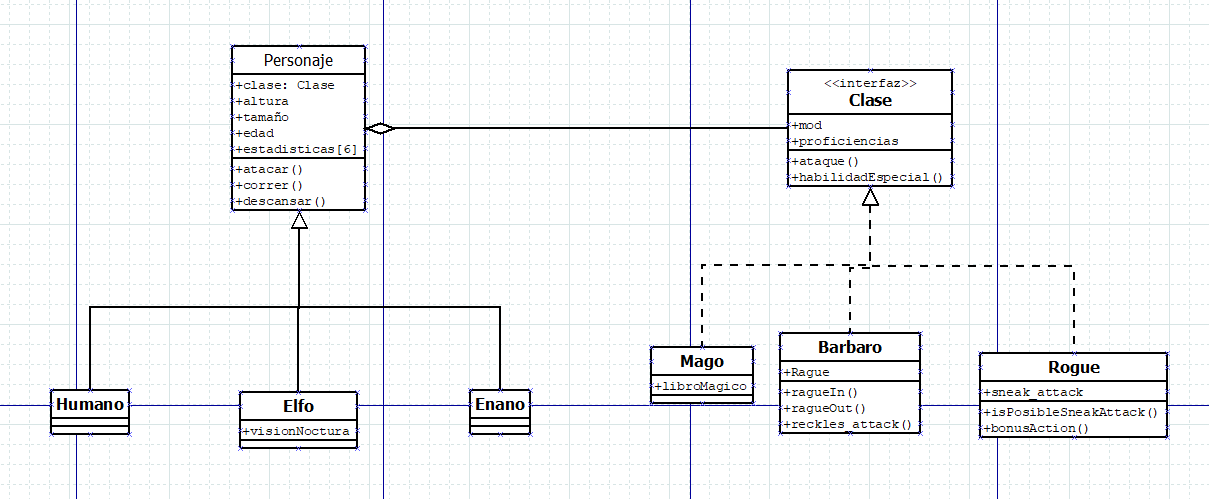 Personaje
+clase: Clase
+altura
+tamaño
+edad
+estadisticas[6]
+atacar()
+correr()
+descansar()
<<interfaz>>
Clase
+mod
+proficiencias
+ataque()
+habilidadEspecial()
Humano
Elfo
+visionNoctura
Enano
Mago
+libroMagico
Barbaro
+Rague
+ragueIn()
+ragueOut()
+reckles_attack()
Rogue
+sneak_attack
+isPosibleSneakAttack()
+bonusAction()